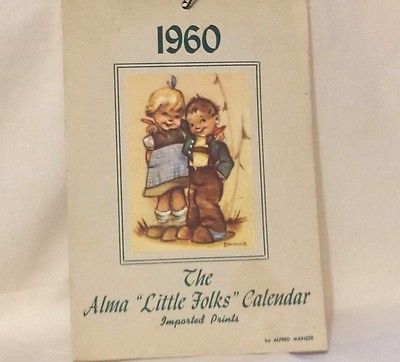 1960
The
Alma "Little Folks" Calendar
Imported Prints
by ALFRED MAINZER